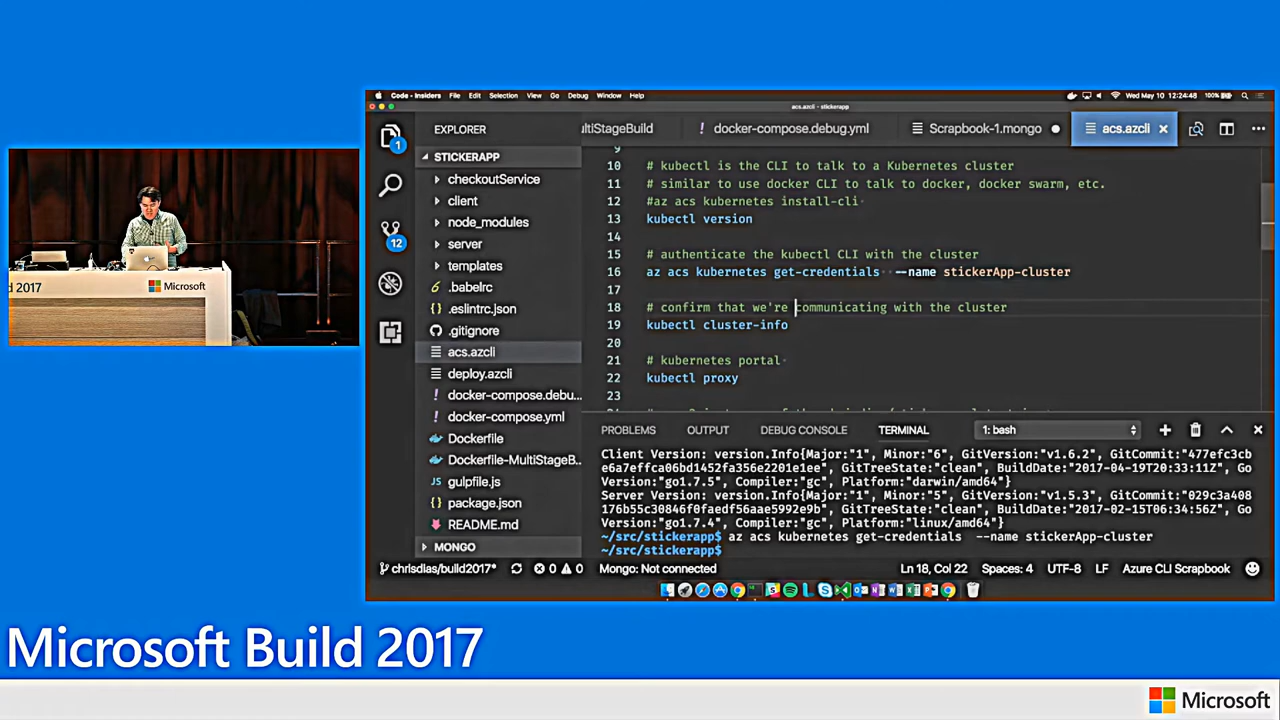 Code - Insiders File Edit Selection View Go Debug Window Help
Wed May 10 12:24:48
100%
acs.azcli - stickerapp
EXPLORER
STICKERAPP
checkoutService
client
node_modules
server
templates
.babelrc
.eslintrc.json
.gitignore
acs.azcli
deploy.azcli
docker-compose.debu...
docker-compose.yml
Dockerfile
Dockerfile-MultiStageB...
gulpfile.js
package.json
README.md
MONGO
1
12
ultiStageBuild
docker-compose.debug.yml
Scrapbook-1.mongo
acs.azcli
9
10 # kubectl is the CLI to talk to a Kubernetes cluster
11 # similar to use docker CLI to talk to docker, docker swarm, etc.
12 #az acs kubernetes install-cli
13 kubectl version
14
15 # authenticate the kubectl CLI with the cluster
16 az acs kubernetes get-credentials --name stickerApp-cluster
17
18 # confirm that we're communicating with the cluster
19 kubectl cluster-info
20
21 # kubernetes portal
22 kubectl proxy
23
PROBLEMS OUTPUT DEBUG CONSOLE TERMINAL 1: bash
Client Version: version.Info{Major:"1", Minor:"6", GitVersion:"v1.6.2", GitCommit:"477efc3cb
e6a7effca06bd1452fa356e2201e1ee", GitTreeState:"clean", BuildDate:"2017-04-19T20:33:11Z", Go
Version:"go1.7.5", Compiler:"gc", Platform:"darwin/amd64"}
Server Version: version.Info{Major:"1", Minor:"5", GitVersion:"v1.5.3", GitCommit:"029c3a408
176b55c30846f0faedf56aae5992e9b", GitTreeState:"clean", BuildDate:"2017-02-15T06:34:56Z", Go
Version:"go1.7.4", Compiler:"gc", Platform:"linux/amd64"}
~/src/stickerapp$ az acs kubernetes get-credentials --name stickerApp-cluster
~/src/stickerapp$
chrisdias/build2017* 0 0 Mongo: Not connected Ln 18, Col 22 Spaces: 4 UTF-8 LF Azure CLI Scrapbook
d 2017
Microsoft
Microsoft Build 2017
Microsoft